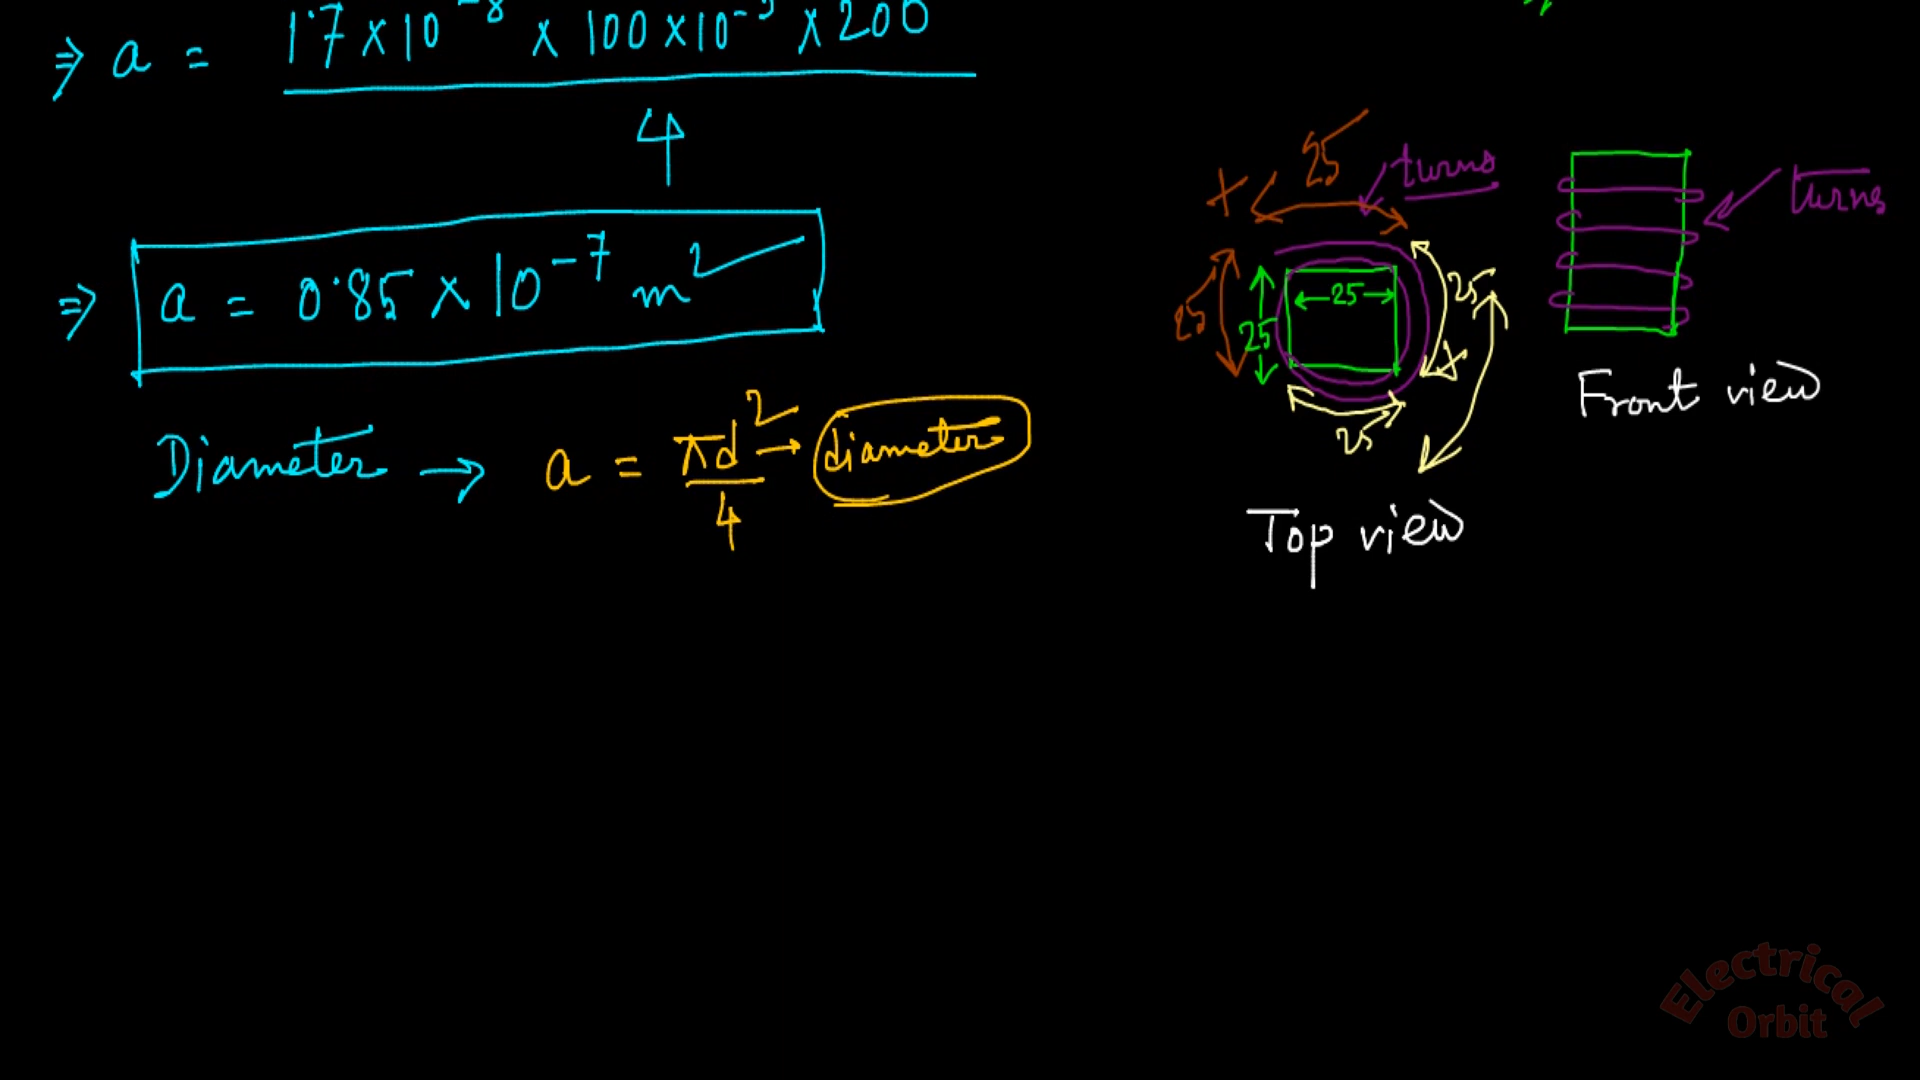 ⇒ a = 1.7 × 10⁻⁸ × 100 × 10⁻³ × 200
4
⇒ a = 0.85 × 10⁻⁷ m²
Diameter → a = πd² → diameter
4
25
turns
25
25
25
25
25
Top view
turns
Front view
Electrical
Orbit